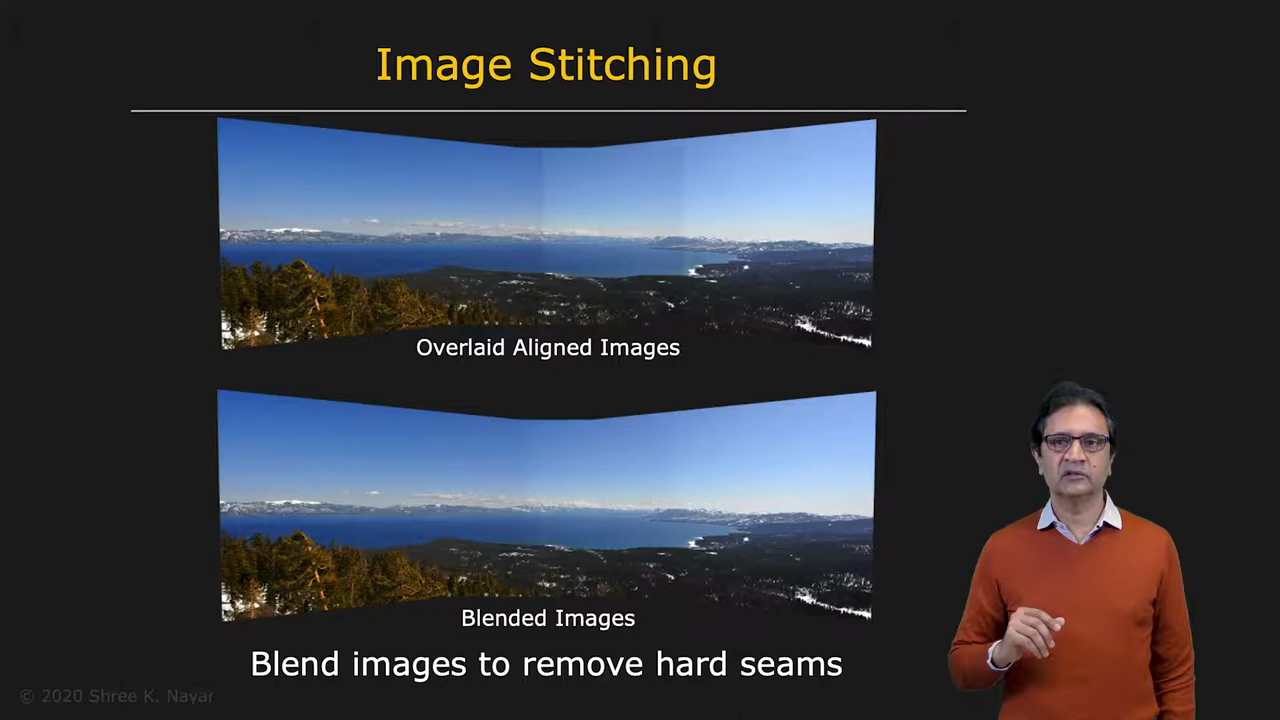 Image Stitching
Overlaid Aligned Images
Blended Images
Blend images to remove hard seams
© 2020 Shree K. Nayar